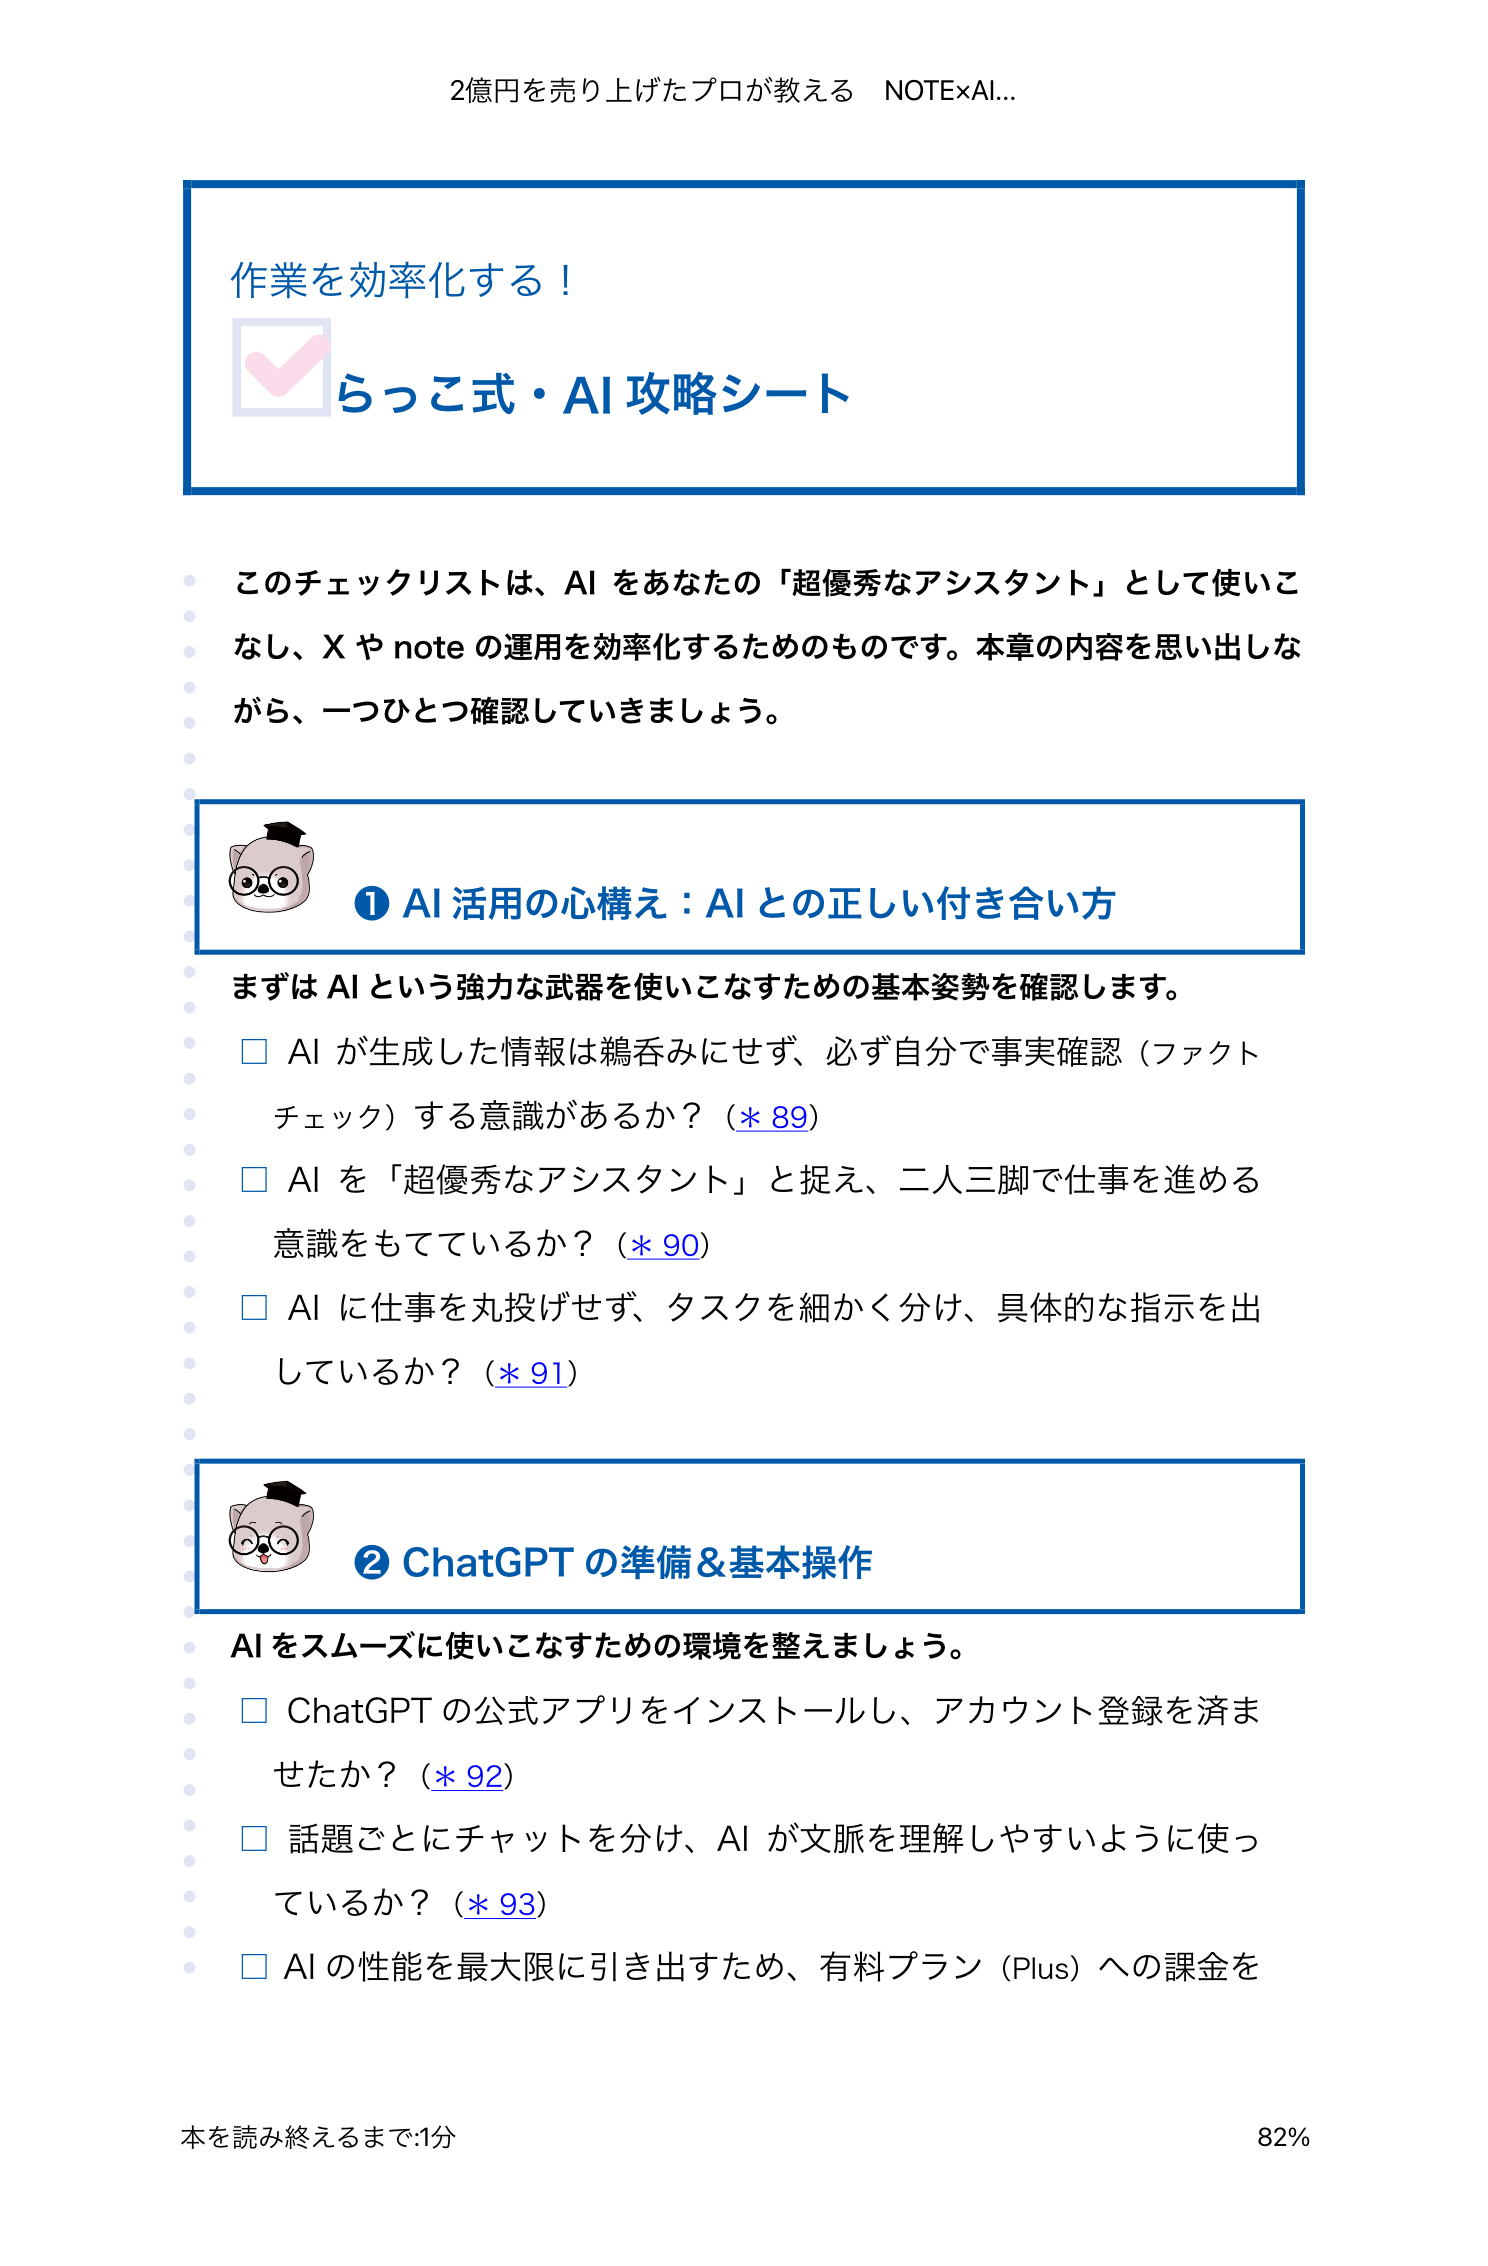 2億円を売り上げたプロが教える　NOTE×AI...
作業を効率化する！
らっこ式・AI 攻略シート
このチェックリストは、AI をあなたの「超優秀なアシスタント」として使いこ
なし、X や note の運用を効率化するためのものです。本章の内容を思い出しな
がら、一つひとつ確認していきましょう。
❶ AI 活用の心構え：AI との正しい付き合い方
まずは AI という強力な武器を使いこなすための基本姿勢を確認します。
□ AI が生成した情報は鵜呑みにせず、必ず自分で事実確認（ファクト
チェック）する意識があるか？（＊ 89）
□ AI を「超優秀なアシスタント」と捉え、二人三脚で仕事を進める
意識をもてているか？（＊ 90）
□ AI に仕事を丸投げせず、タスクを細かく分け、具体的な指示を出
しているか？（＊ 91）
❷ ChatGPT の準備＆基本操作
AI をスムーズに使いこなすための環境を整えましょう。
□ ChatGPT の公式アプリをインストールし、アカウント登録を済ま
せたか？（＊ 92）
□ 話題ごとにチャットを分け、AI が文脈を理解しやすいように使っ
ているか？（＊ 93）
□ AI の性能を最大限に引き出すため、有料プラン（Plus）への課金を
本を読み終えるまで:1分
82%